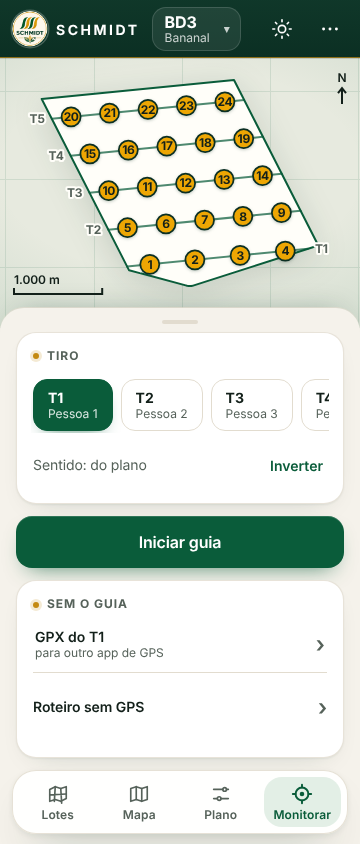 SCHMIDT
SCHMIDT
BD3
Bananal
N
T5
20
21
22
23
24
T4
15
16
17
18
19
T3
10
11
12
13
14
T2
5
6
7
8
9
1
2
3
4
T1
1.000 m
TIRO
T1
Pessoa 1
T2
Pessoa 2
T3
Pessoa 3
T4
Pe
Sentido: do plano
Inverter
Iniciar guia
SEM O GUIA
GPX do T1
para outro app de GPS
Roteiro sem GPS
Lotes
Mapa
Plano
Monitorar